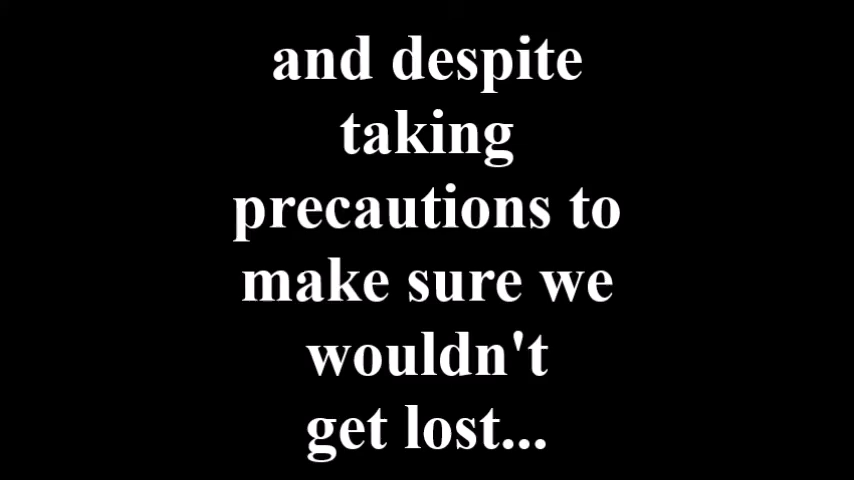 and despite
taking
precautions to
make sure we
wouldn't
get lost...